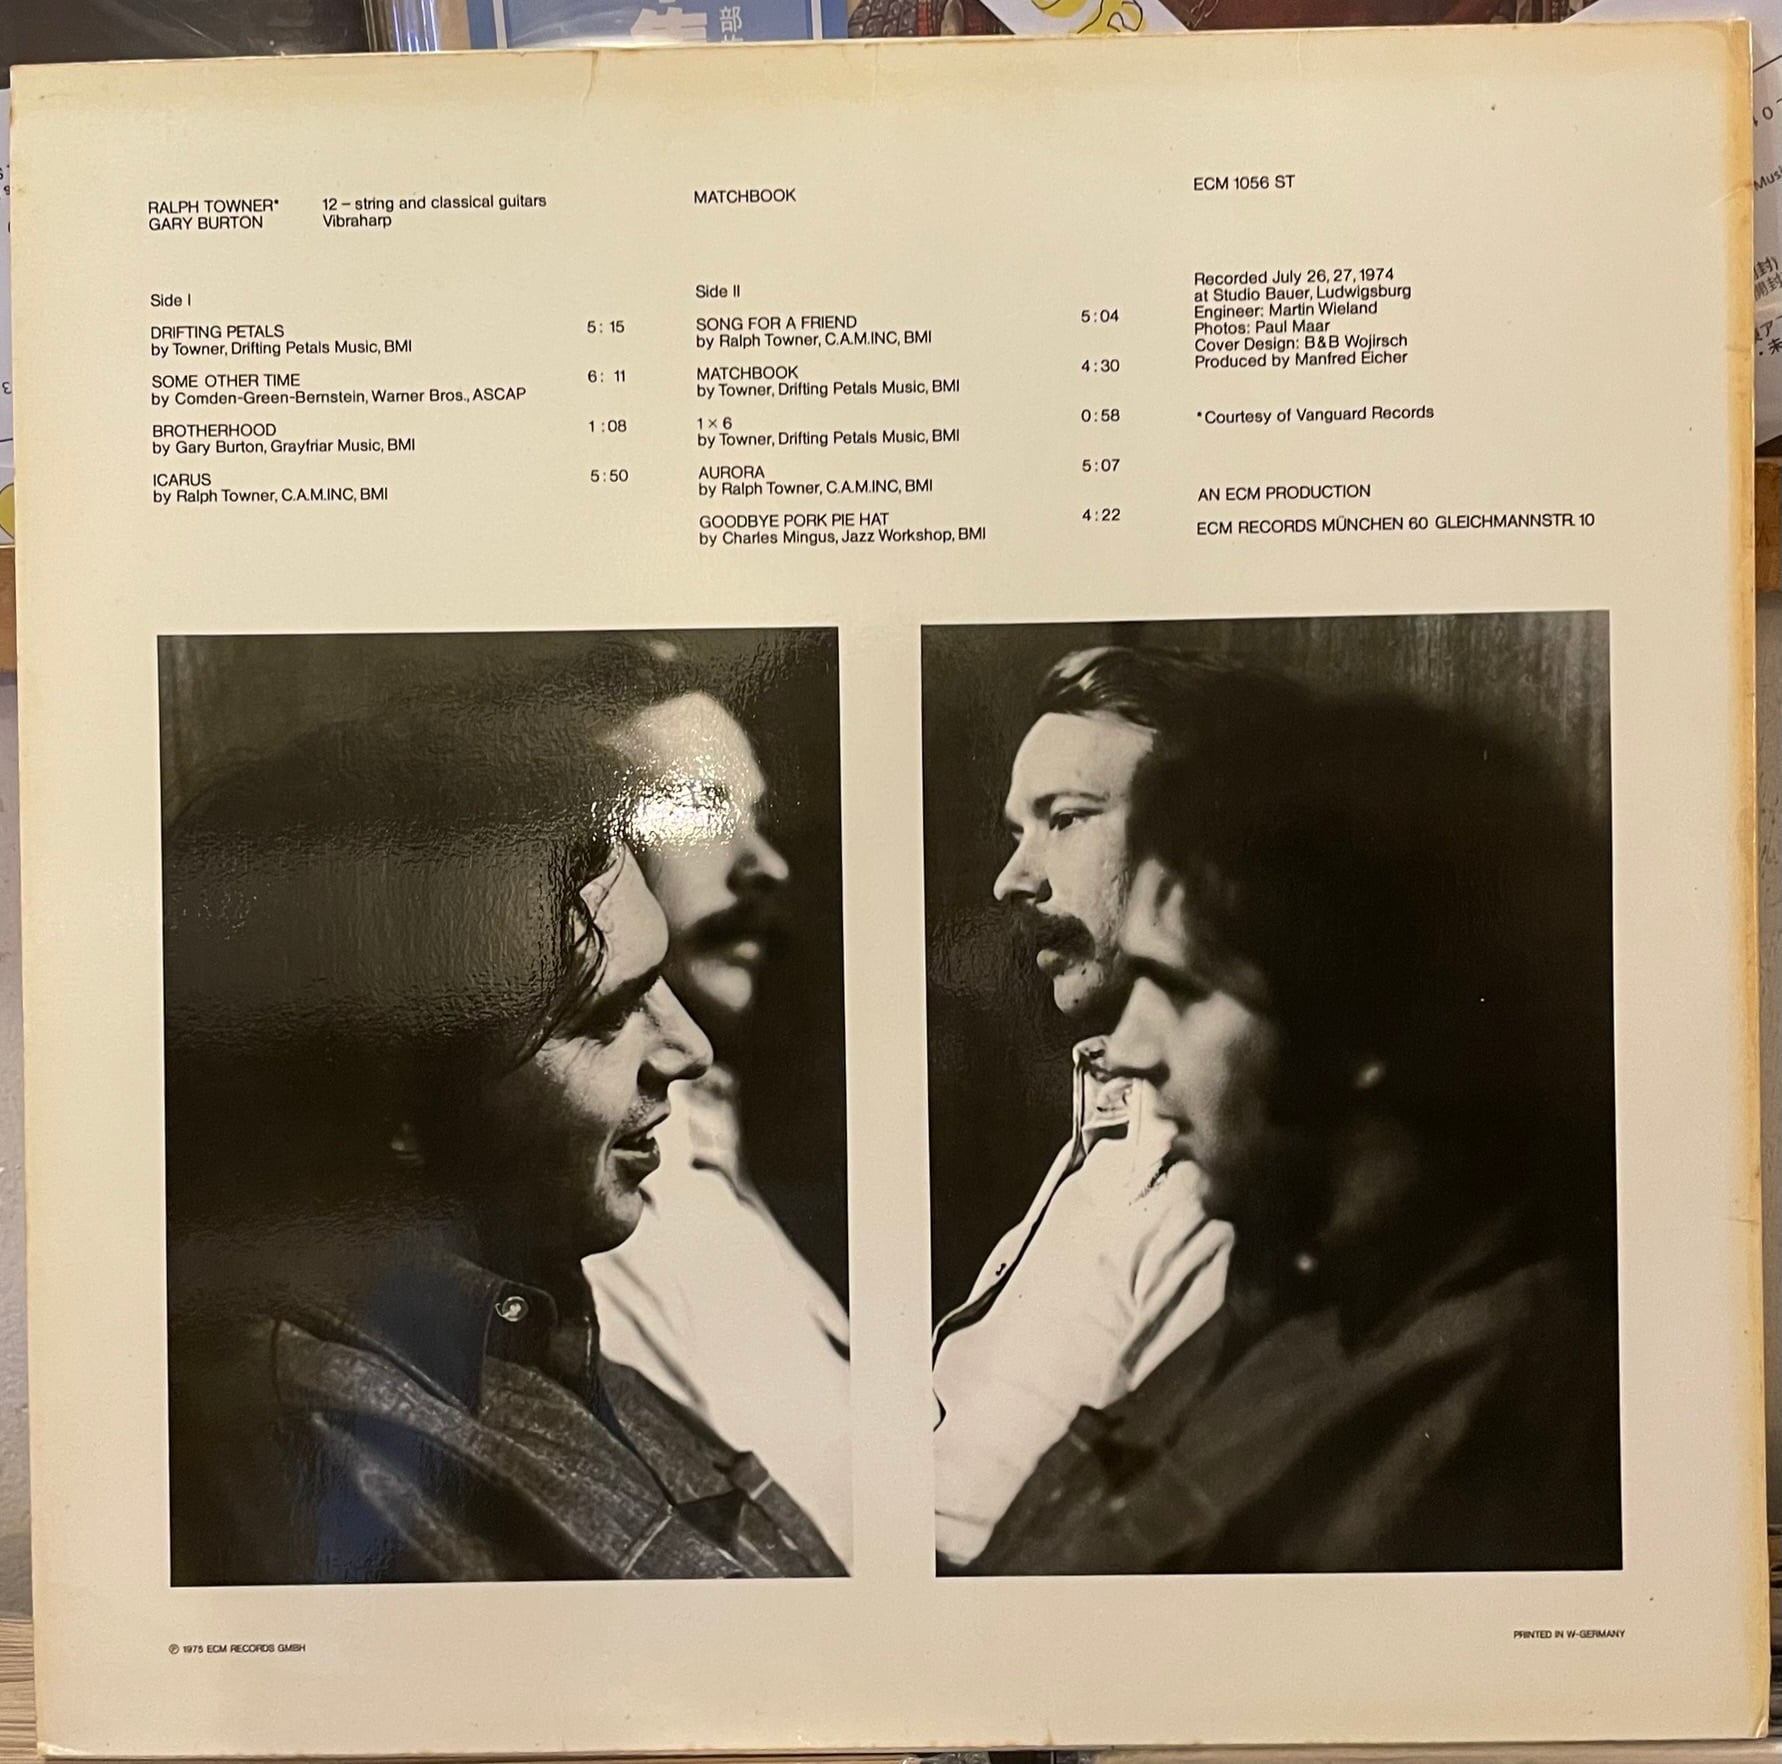 RALPH TOWNER* 12 – string and classical guitars
GARY BURTON Vibraharp
Side I
DRIFTING PETALS 5:15
by Towner, Drifting Petals Music, BMI
SOME OTHER TIME 6:11
by Comden-Green-Bernstein, Warner Bros., ASCAP
BROTHERHOOD 1:08
by Gary Burton, Grayfriar Music, BMI
ICARUS 5:50
by Ralph Towner, C.A.M.INC, BMI
MATCHBOOK
Side II
SONG FOR A FRIEND 5:04
by Ralph Towner, C.A.M.INC, BMI
MATCHBOOK 4:30
by Towner, Drifting Petals Music, BMI
1 × 6 0:58
by Towner, Drifting Petals Music, BMI
AURORA 5:07
by Ralph Towner, C.A.M.INC, BMI
GOODBYE PORK PIE HAT 4:22
by Charles Mingus, Jazz Workshop, BMI
ECM 1056 ST
Recorded July 26, 27, 1974
at Studio Bauer, Ludwigsburg
Engineer: Martin Wieland
Photos: Paul Maar
Cover Design: B&B Wojirsch
Produced by Manfred Eicher
*Courtesy of Vanguard Records
AN ECM PRODUCTION
ECM RECORDS MÜNCHEN 60 GLEICHMANNSTR. 10
℗ 1975 ECM RECORDS GMBH
PRINTED IN W-GERMANY